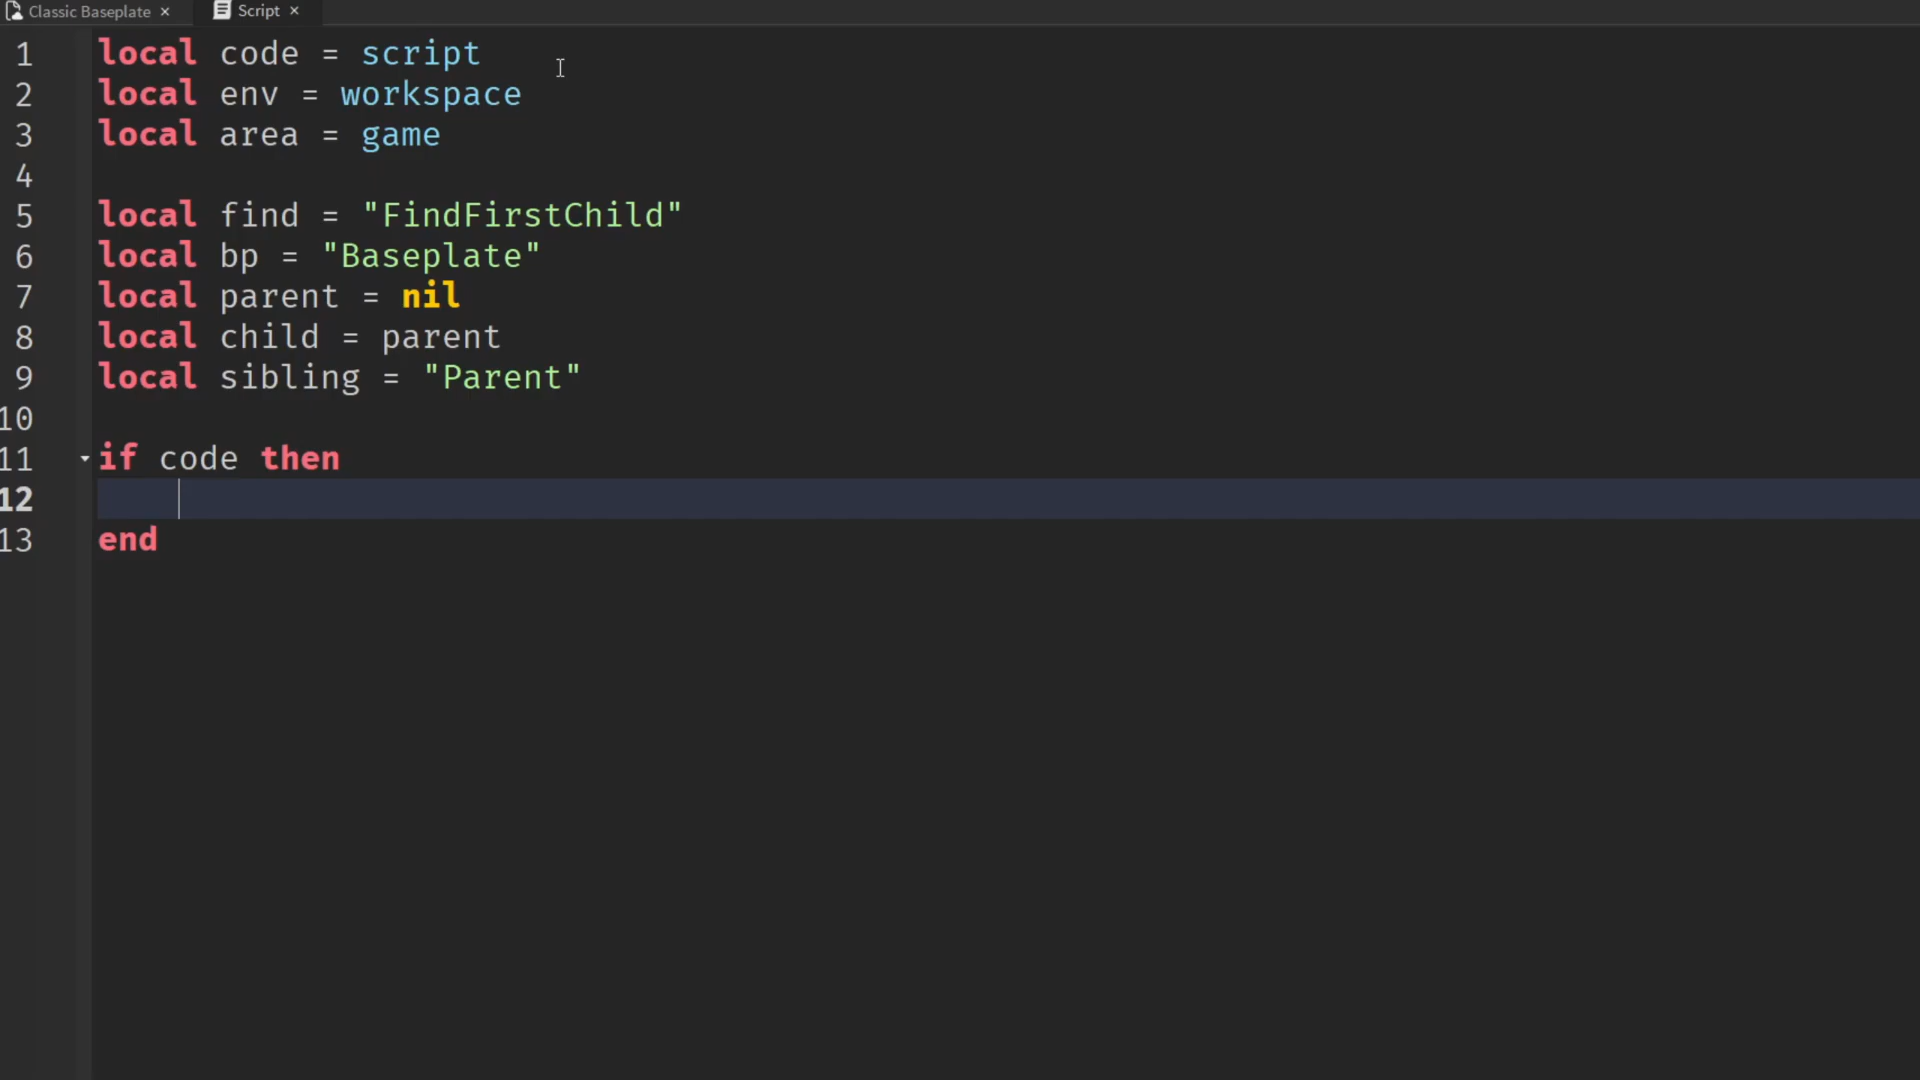 Classic Baseplate × Script ×
1 local code = script
2 local env = workspace
3 local area = game
4
5 local find = "FindFirstChild"
6 local bp = "Baseplate"
7 local parent = nil
8 local child = parent
9 local sibling = "Parent"
10
11 if code then
12
13 end